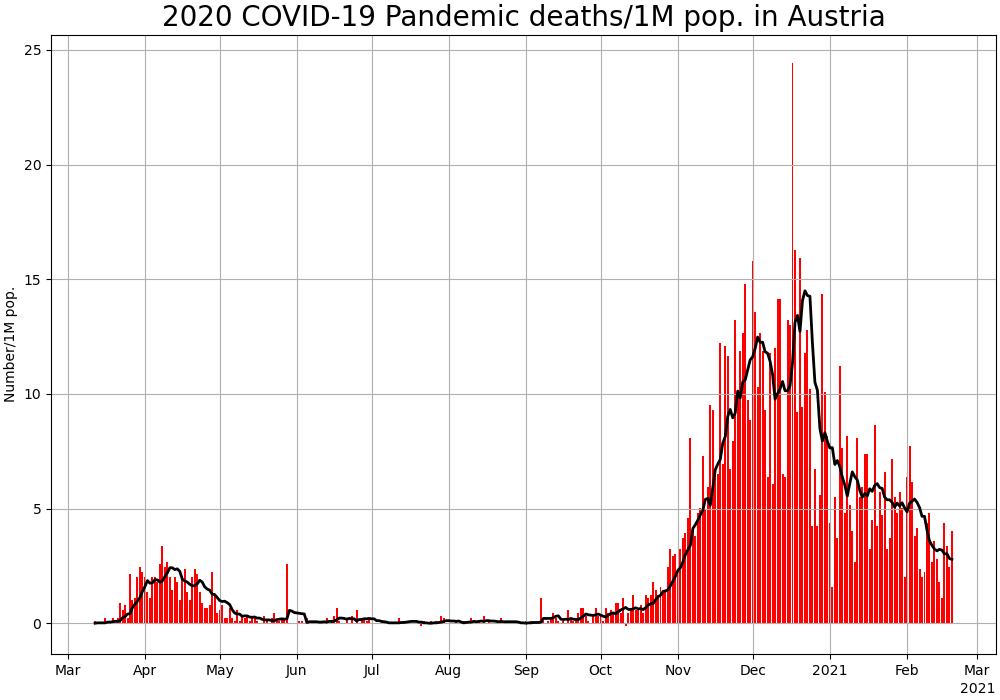 2020 COVID-19 Pandemic deaths/1M pop. in Austria
Number/1M pop.
25
20
15
10
5
0
Mar Apr May Jun Jul Aug Sep Oct Nov Dec 2021 Feb Mar
2021